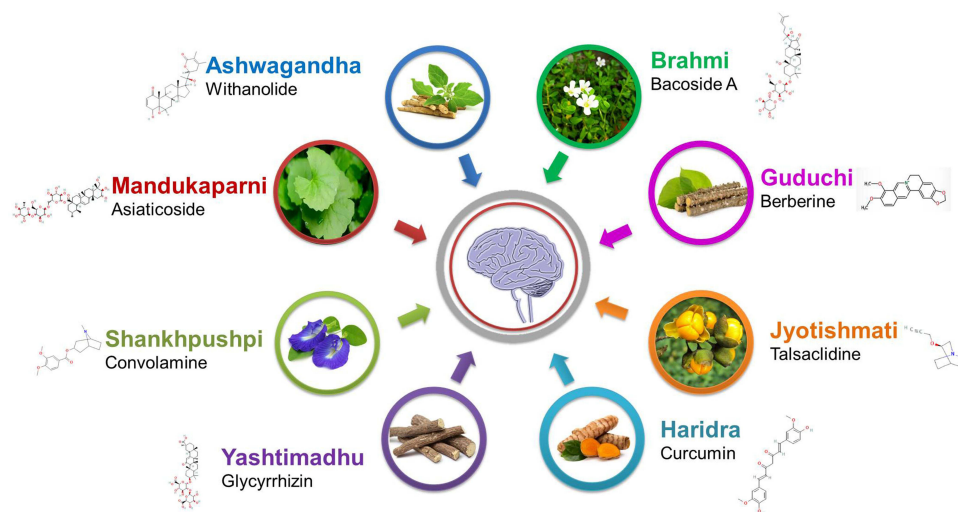 Ashwagandha
Withanolide
Brahmi
Bacoside A
Mandukaparni
Asiaticoside
Guduchi
Berberine
Shankhpushpi
Convolamine
Jyotishmati
Talsaclidine
Yashtimadhu
Glycyrrhizin
Haridra
Curcumin